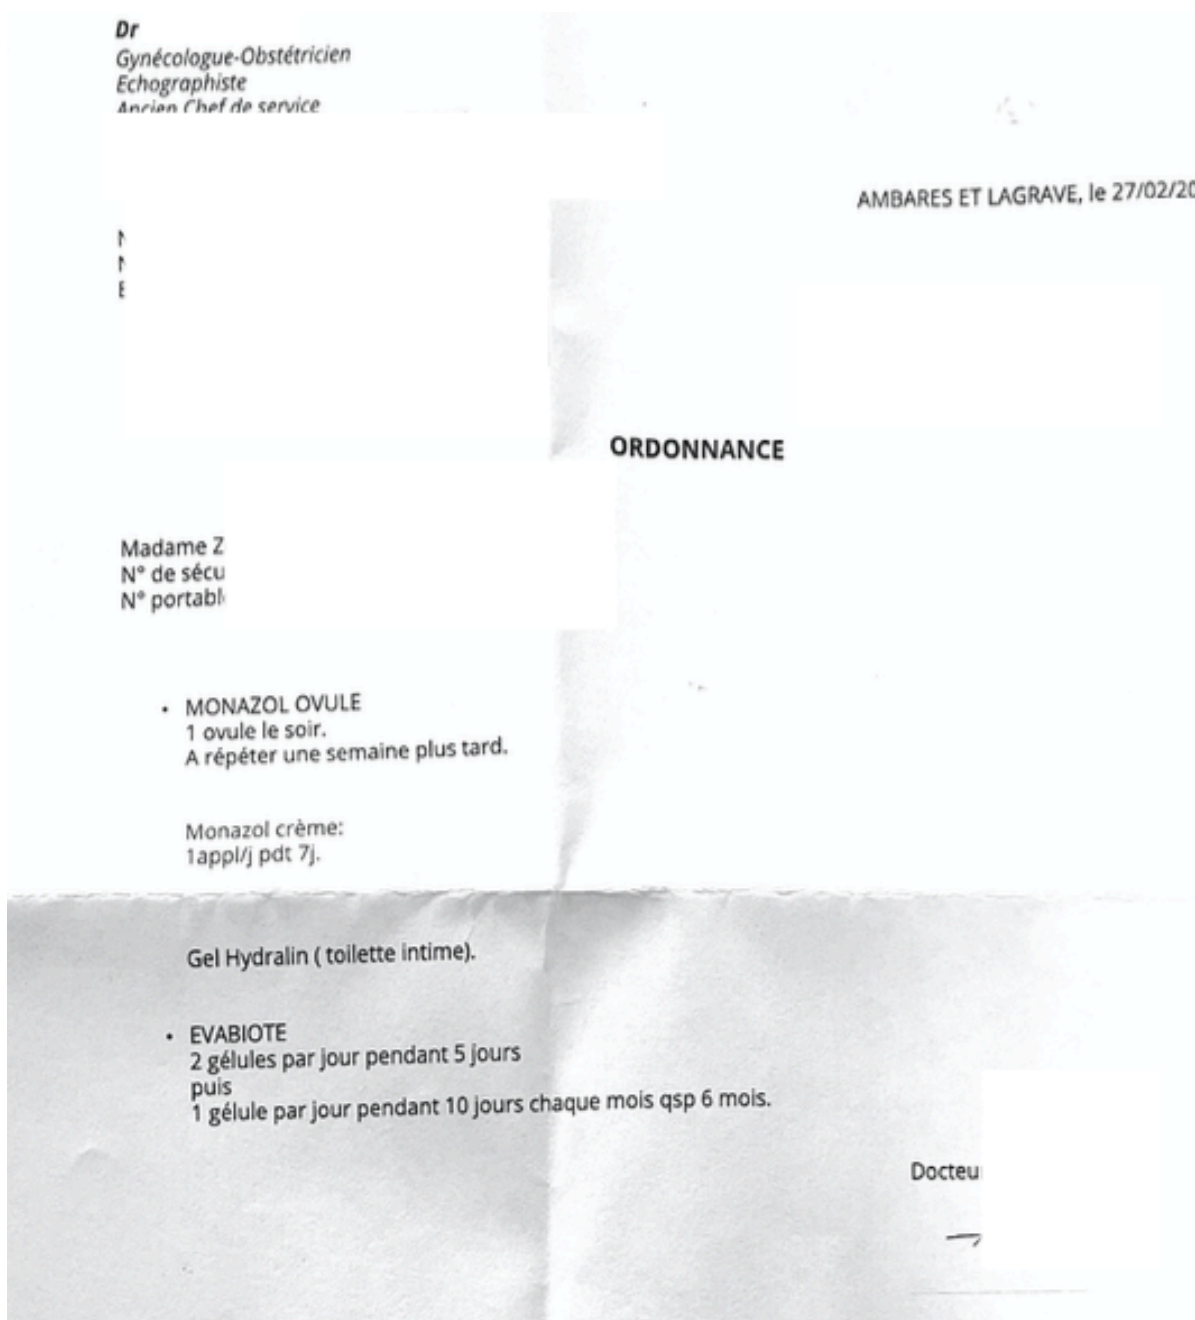 Dr
Gynécologue-Obstétricien
Echographiste
Ancien Chef de service
AMBARES ET LAGRAVE, le 27/02/20
ORDONNANCE
Madame Z
N° de sécu
N° portabl
• MONAZOL OVULE
1 ovule le soir.
A répéter une semaine plus tard.
Monazol crème:
1appl/j pdt 7j.
Gel Hydralin ( toilette intime).
• EVABIOTE
2 gélules par jour pendant 5 jours
puis
1 gélule par jour pendant 10 jours chaque mois qsp 6 mois.
Docteu